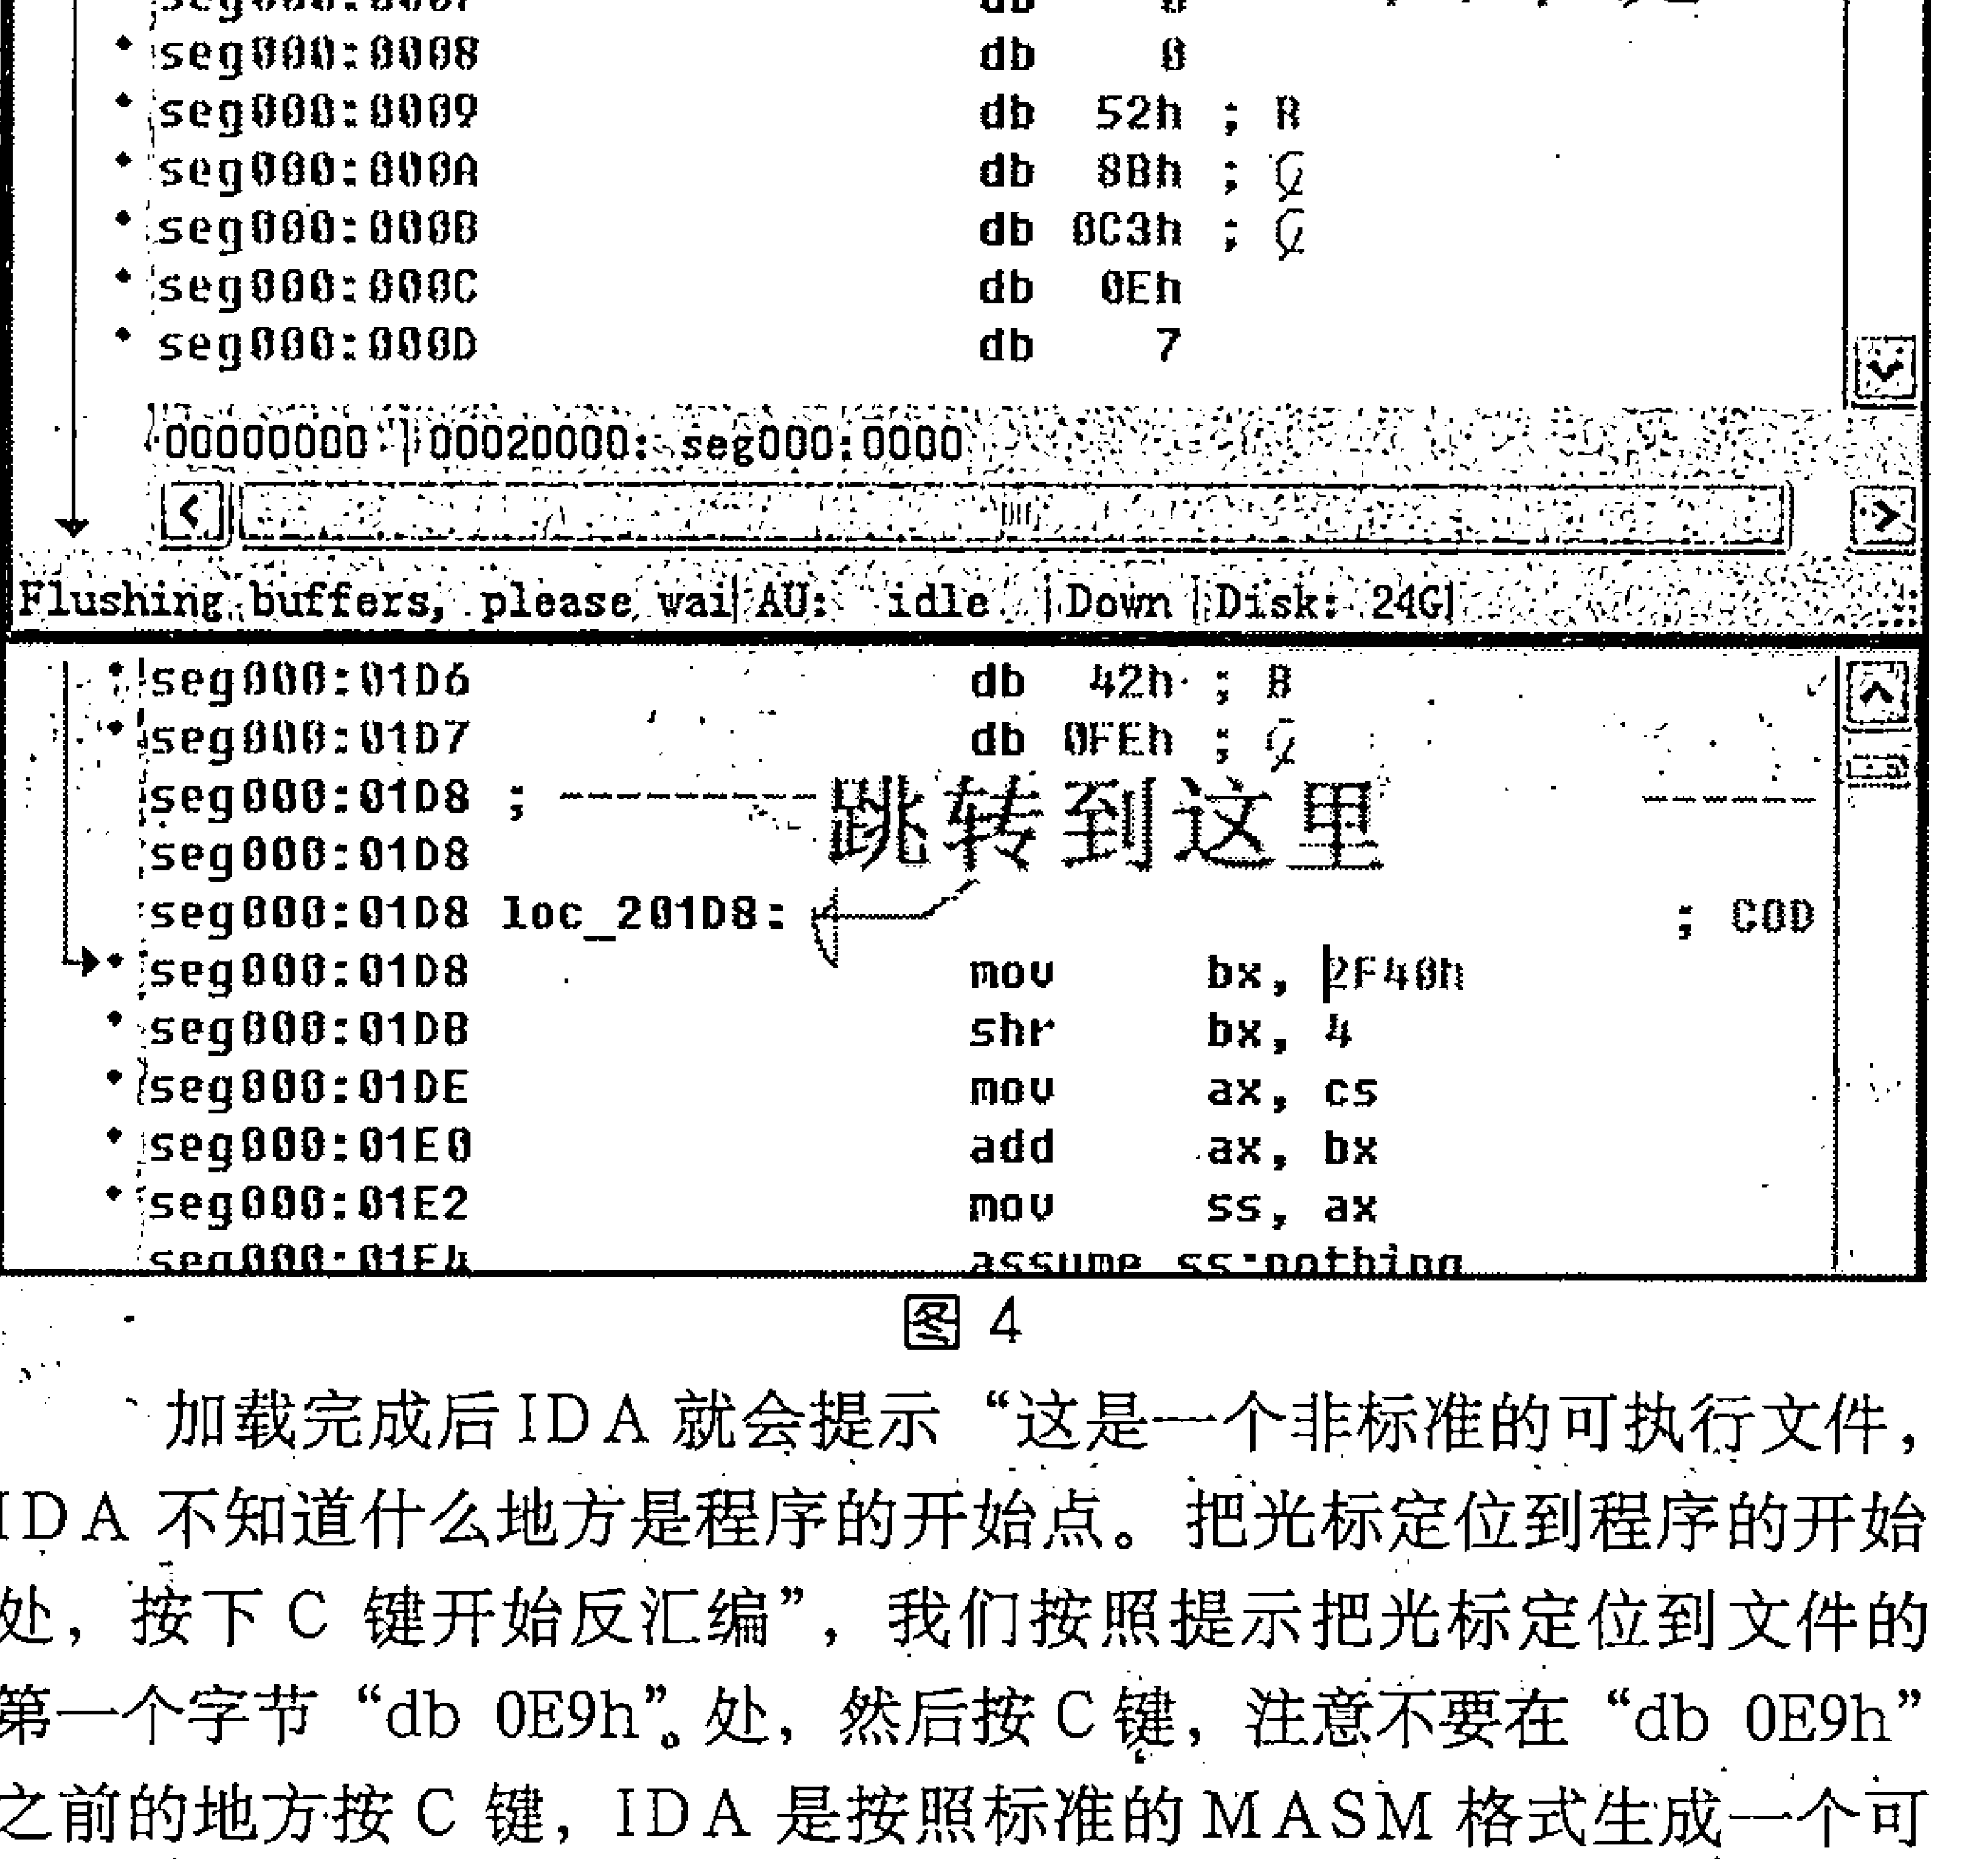 seg000:0008 db 0
seg000:0009 db 52h ; R
seg000:000A db 8Bh ;
seg000:000B db 0C3h ;
seg000:000C db 0Eh
seg000:000D db 7
00000000 00020000: seg000:0000
Flushing buffers, please wai AU: idle Down Disk: 24G
seg000:01D6 db 42h ; B
seg000:01D7 db 0FEh ;
seg000:01D8 ; ---------- -----
跳转到这里
seg000:01D8
seg000:01D8 loc_201D8: ; COD
seg000:01D8 mov bx, 2F40h
seg000:01DB shr bx, 4
seg000:01DE mov ax, cs
seg000:01E0 add ax, bx
seg000:01E2 mov ss, ax
seg000:01E4 assume ss:nothing
图 4
加载完成后IDA 就会提示“这是一个非标准的可执行文件，
IDA 不知道什么地方是程序的开始点。把光标定位到程序的开始
处，按下 C 键开始反汇编”，我们按照提示把光标定位到文件的
第一个字节“db 0E9h”。处，然后按 C 键，注意不要在“db 0E9h”
之前的地方按 C 键，IDA 是按照标准的 MASM 格式生成一个可